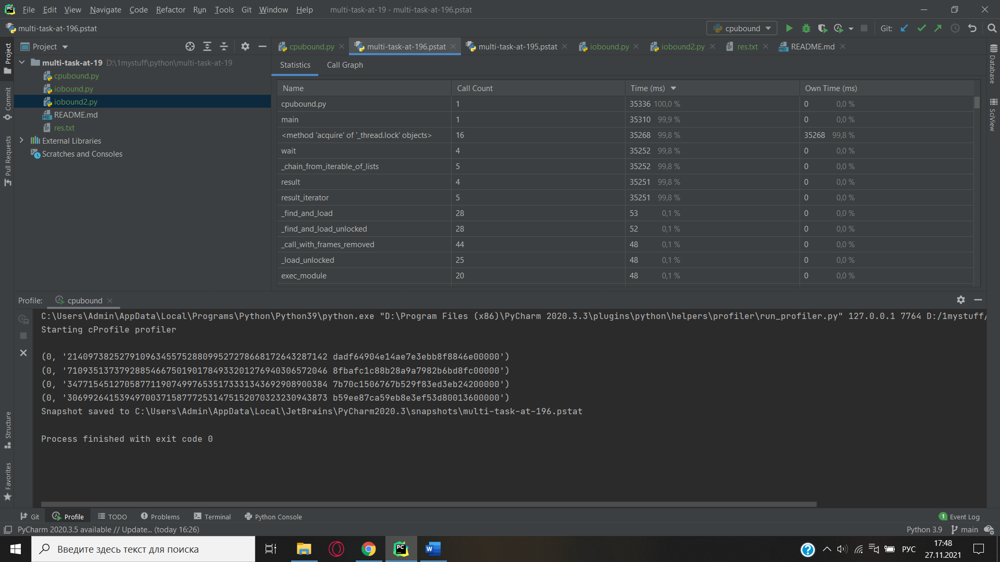 PC File Edit View Navigate Code Refactor Run Tools Git Window Help multi-task-at-19 - multi-task-at-196.pstat
multi-task-at-196.pstat cpubound Git:
Project cpubound.py multi-task-at-196.pstat multi-task-at-195.pstat iobound.py iobound2.py res.txt README.md
multi-task-at-19 D:\1mystuff\python\multi-task-at-19
cpubound.py
iobound.py
iobound2.py
README.md
res.txt
External Libraries
Scratches and Consoles
Project
Commit
Pull Requests
Structure
Favorites
Database
SciView
Statistics Call Graph
Name Call Count Time (ms) Own Time (ms)
cpubound.py 1 35336 100,0 % 0 0,0 %
main 1 35310 99,9 % 0 0,0 %
<method 'acquire' of '_thread.lock' objects> 16 35268 99,8 % 35268 99,8 %
wait 4 35252 99,8 % 0 0,0 %
_chain_from_iterable_of_lists 5 35252 99,8 % 0 0,0 %
result 4 35251 99,8 % 0 0,0 %
result_iterator 5 35251 99,8 % 0 0,0 %
_find_and_load 28 53 0,1 % 0 0,0 %
_find_and_load_unlocked 28 52 0,1 % 0 0,0 %
_call_with_frames_removed 44 48 0,1 % 0 0,0 %
_load_unlocked 25 48 0,1 % 0 0,0 %
exec_module 20 48 0,1 % 0 0,0 %
Profile: cpubound
C:\Users\Admin\AppData\Local\Programs\Python\Python39\python.exe "D:\Program Files (x86)\PyCharm 2020.3.3\plugins\python\helpers\profiler\run_profiler.py" 127.0.0.1 7764 D:/1mystuff/
Starting cProfile profiler
(0, '214097382527910963455752880995272786681726432871​42 dadf64904e14ae7e3ebb8f8846e00000')
(0, '71093513737928854667501901784933201276940306572046 8fbafc1c88b28a9a7982b6bd8fc00000')
(0, '34771545127058771190749976535173331343692908900384 7b70c1506767b529f83ed3eb24200000')
(0, '30699264153949700371587772531475152070323230943873 b59ee87ca59eb8e3ef53d80013600000')
Snapshot saved to C:\Users\Admin\AppData\Local\JetBrains\PyCharm2020.3\snapshots\multi-task-at-196.pstat
Process finished with exit code 0
Git Profile TODO Problems Terminal Python Console 1 Event Log
PyCharm 2020.3.5 available // Update... (today 16:26) Python 3.9 main
Введите здесь текст для поиска PC W ? РУС 17:48
27.11.2021